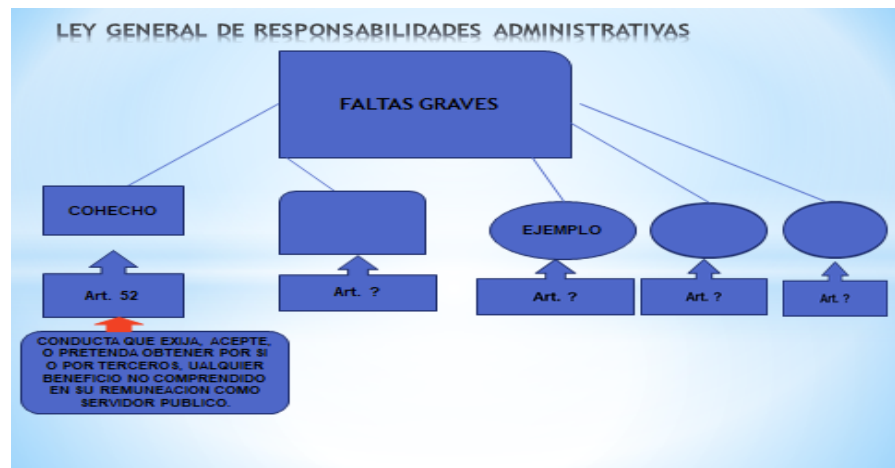 LEY GENERAL DE RESPONSABILIDADES ADMINISTRATIVAS
FALTAS GRAVES
COHECHO
EJEMPLO
Art. 52
Art. ?
Art. ?
Art. ?
Art. ?
CONDUCTA QUE EXIJA, ACEPTE,
O PRETENDA OBTENER POR SI
O POR TERCEROS, UALQUIER
BENEFICIO NO COMPRENDIDO
EN SU REMUNEACION COMO
SERVIDOR PUBLICO.